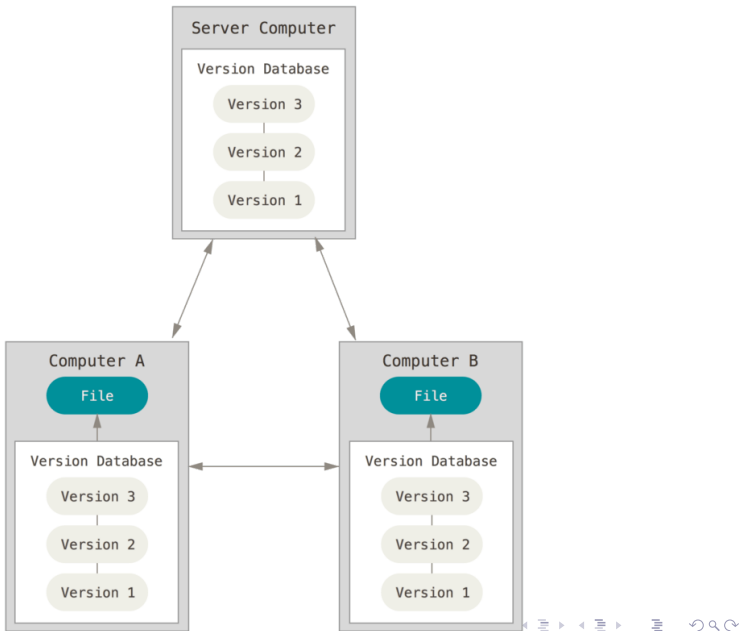 Server Computer
Version Database
Version 3
Version 2
Version 1
Computer A
File
Version Database
Version 3
Version 2
Version 1
Computer B
File
Version Database
Version 3
Version 2
Version 1